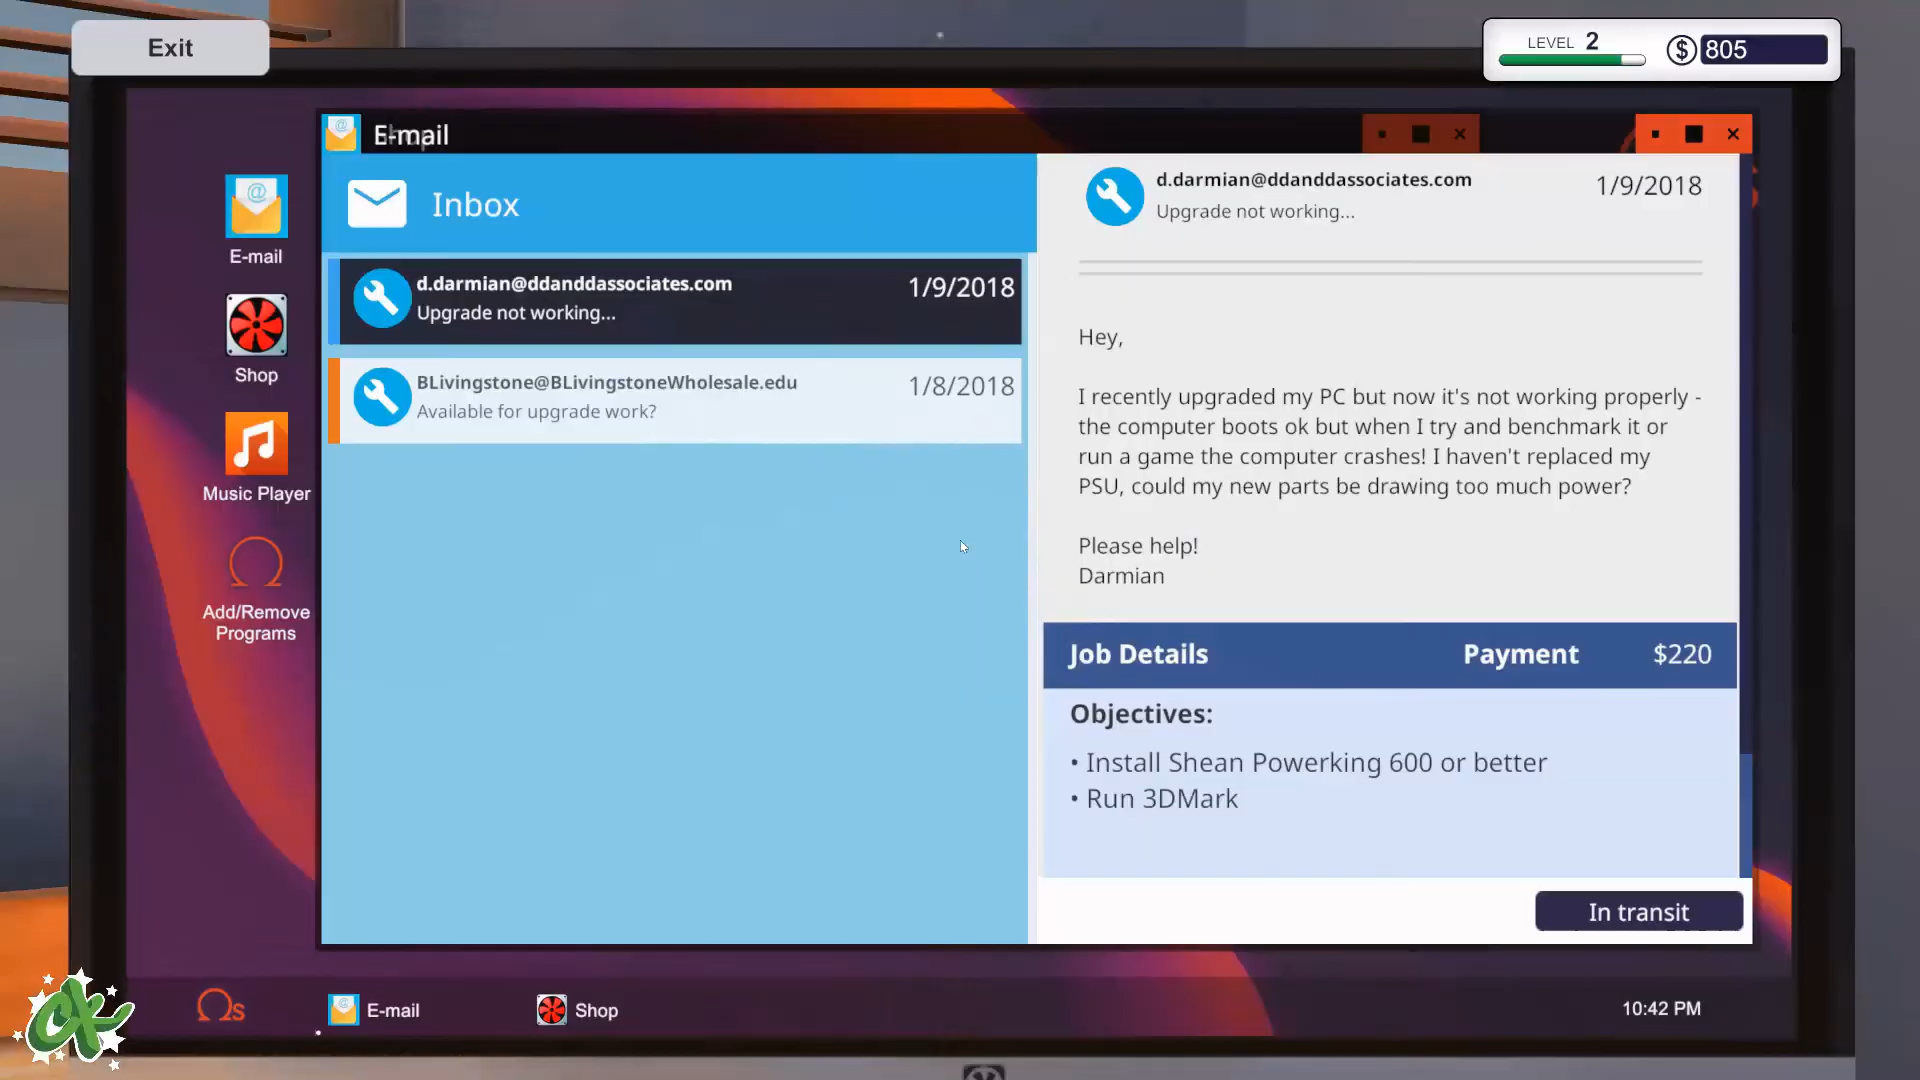 Exit
LEVEL 2
$ 805
E-mail
E-mail
Shop
Music Player
Add/Remove
Programs
Inbox
d.darmian@ddanddassociates.com
1/9/2018
Upgrade not working...
BLivingstone@BLivingstoneWholesale.edu
1/8/2018
Available for upgrade work?
d.darmian@ddanddassociates.com
1/9/2018
Upgrade not working...
Hey,
I recently upgraded my PC but now it's not working properly -
the computer boots ok but when I try and benchmark it or
run a game the computer crashes! I haven't replaced my
PSU, could my new parts be drawing too much power?
Please help!
Darmian
Job Details
Payment
$220
Objectives:
• Install Shean Powerking 600 or better
• Run 3DMark
In transit
Ωs
E-mail
Shop
10:42 PM